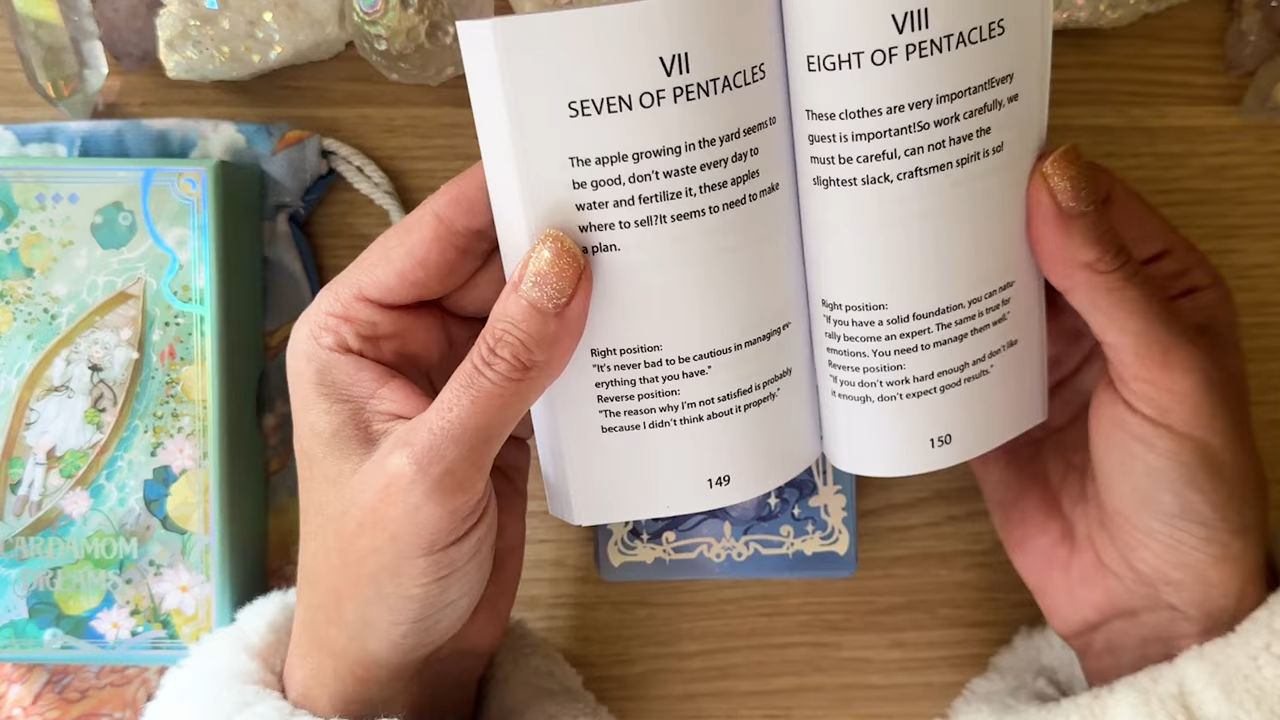 VII
SEVEN OF PENTACLES
The apple growing in the yard seems to
be good, don't waste every day to
water and fertilize it, these apples
where to sell?It seems to need to make
a plan.
Right position:
"It's never bad to be cautious in managing ev-
erything that you have."
Reverse position:
"The reason why I'm not satisfied is probably
because I didn't think about it properly."
149
VIII
EIGHT OF PENTACLES
These clothes are very important!Every
guest is important!So work carefully, we
must be careful, can not have the
slightest slack, craftsmen spirit is so!
Right position:
"If you have a solid foundation, you can natu-
rally become an expert. The same is true for
emotions. You need to manage them well."
Reverse position:
"If you don't work hard enough and don't like
it enough, don't expect good results."
150
CARDAMOM
DREAMS